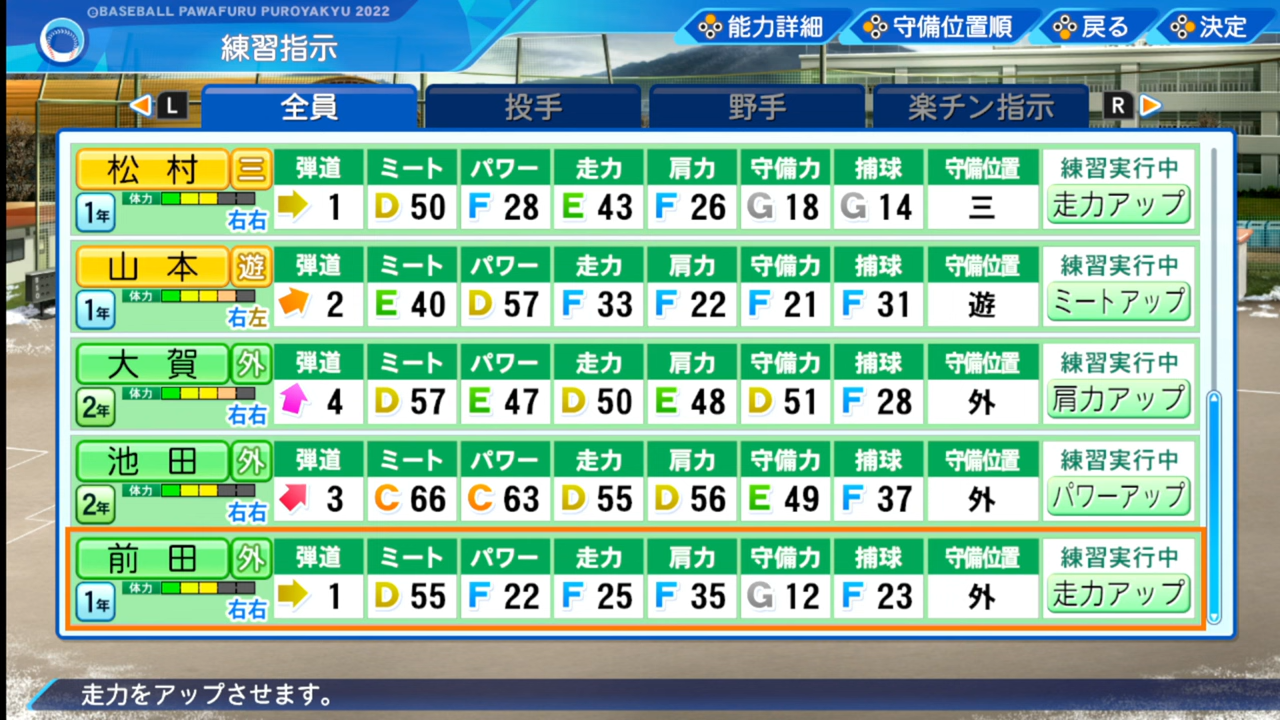 ©BASEBALL PAWAFURU PUROYAKYU 2022
練習指示
能力詳細 守備位置順 戻る 決定
L 全員 投手 野手 楽チン指示 R
松村 三 弾道 ミート パワー 走力 肩力 守備力 捕球 守備位置 練習実行中
1年 体力 右右 1 D 50 F 28 E 43 F 26 G 18 G 14 三 走力アップ
山本 遊 弾道 ミート パワー 走力 肩力 守備力 捕球 守備位置 練習実行中
1年 体力 右左 2 E 40 D 57 F 33 F 22 F 21 F 31 遊 ミートアップ
大賀 外 弾道 ミート パワー 走力 肩力 守備力 捕球 守備位置 練習実行中
2年 体力 右右 4 D 57 E 47 D 50 E 48 D 51 F 28 外 肩力アップ
池田 外 弾道 ミート パワー 走力 肩力 守備力 捕球 守備位置 練習実行中
2年 体力 右右 3 C 66 C 63 D 55 D 56 E 49 F 37 外 パワーアップ
前田 外 弾道 ミート パワー 走力 肩力 守備力 捕球 守備位置 練習実行中
1年 体力 右右 1 D 55 F 22 F 25 F 35 G 12 F 23 外 走力アップ
走力をアップさせます。